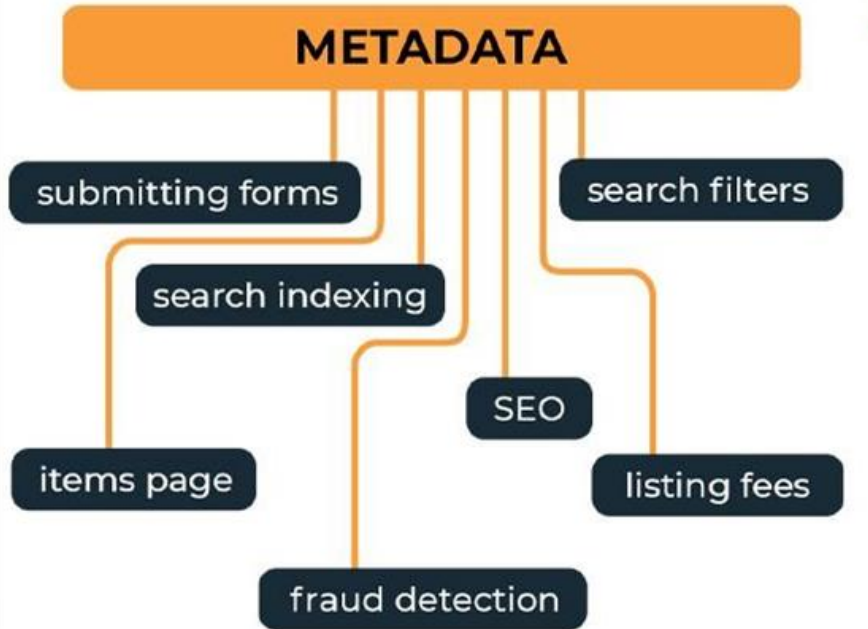 METADATA
submitting forms
search filters
search indexing
SEO
items page
listing fees
fraud detection